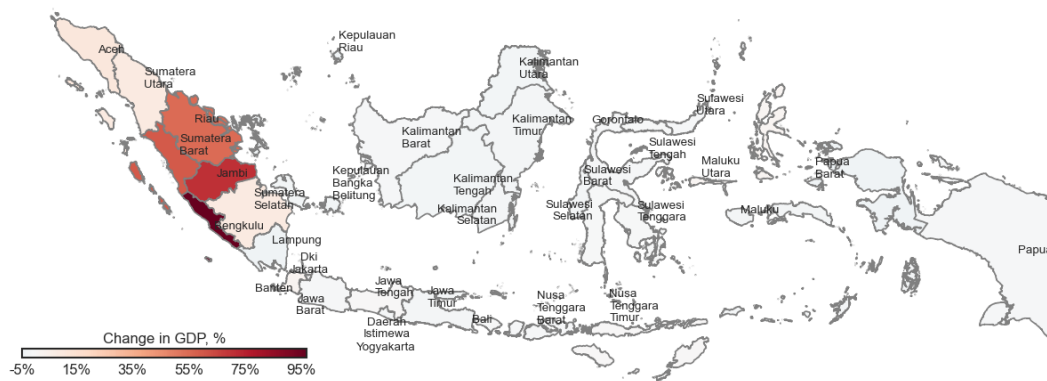 Kepulauan
Riau
Aceh
Sumatera
Utara
Kalimantan
Utara
Sulawesi
Utara
Riau
Gorontalo
Kalimantan
Timur
Kalimantan
Barat
Sumatera
Barat
Sulawesi
Tengah
Maluku
Utara
Papua
Barat
Jambi
Kepulauan
Bangka
Belitung
Sulawesi
Barat
Kalimantan
Tengah
Sumatera
Selatan
Kalimantan
Selatan
Sulawesi
Selatan
Sulawesi
Tenggara
Maluku
Bengkulu
Lampung
Papua
Dki
Jakarta
Banten
Jawa
Barat
Jawa
Tengah
Jawa
Timur
Daerah
Istimewa
Yogyakarta
Bali
Nusa
Tenggara
Barat
Nusa
Tenggara
Timur
Change in GDP, %
-5% 15% 35% 55% 75% 95%